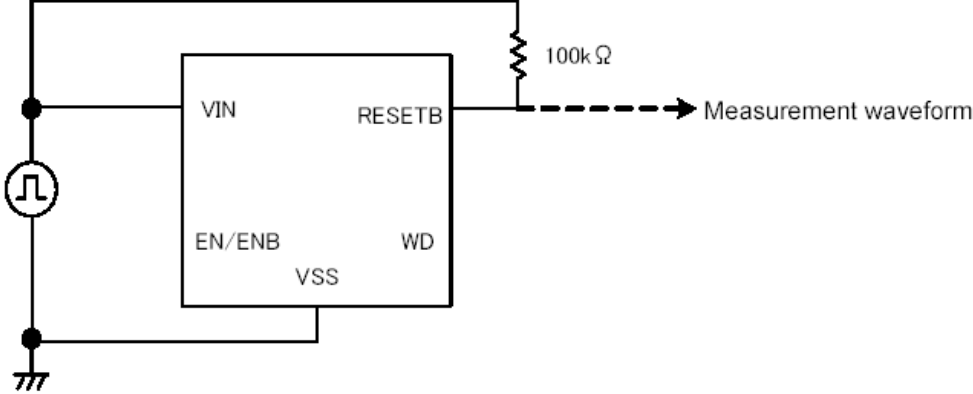 100kΩ
VIN
RESETB
Measurement waveform
EN/ENB
WD
VSS